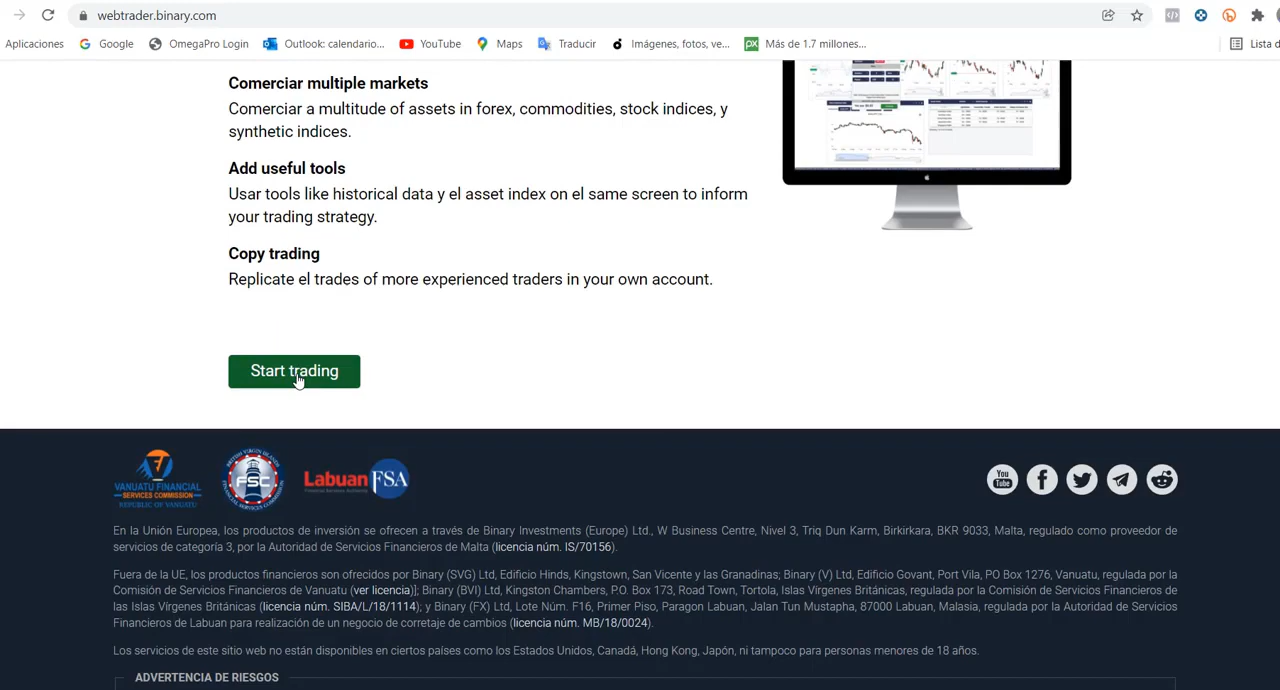 webtrader.binary.com
Aplicaciones Google OmegaPro Login Outlook: calendario... YouTube Maps Traducir Imágenes, fotos, ve... Más de 1.7 millones... Lista d
Comerciar multiple markets
Comerciar a multitude of assets in forex, commodities, stock indices, y
synthetic indices.
Add useful tools
Usar tools like historical data y el asset index on el same screen to inform
your trading strategy.
Copy trading
Replicate el trades of more experienced traders in your own account.
Start trading
VANUATU FINANCIAL
SERVICES COMMISSION
REPUBLIC OF VANUATU
FSC
Labuan FSA
You
Tube
En la Unión Europea, los productos de inversión se ofrecen a través de Binary Investments (Europe) Ltd., W Business Centre, Nivel 3, Triq Dun Karm, Birkirkara, BKR 9033, Malta, regulado como proveedor de
servicios de categoría 3, por la Autoridad de Servicios Financieros de Malta (licencia núm. IS/70156).
Fuera de la UE, los productos financieros son ofrecidos por Binary (SVG) Ltd, Edificio Hinds, Kingstown, San Vicente y las Granadinas; Binary (V) Ltd, Edificio Govant, Port Vila, PO Box 1276, Vanuatu, regulada por la
Comisión de Servicios Financieros de Vanuatu (ver licencia)]; Binary (BVI) Ltd, Kingston Chambers, P.O. Box 173, Road Town, Tortola, Islas Vírgenes Británicas, regulada por la Comisión de Servicios Financieros de
las Islas Vírgenes Británicas (licencia núm. SIBA/L/18/1114); y Binary (FX) Ltd, Lote Núm. F16, Primer Piso, Paragon Labuan, Jalan Tun Mustapha, 87000 Labuan, Malasia, regulada por la Autoridad de Servicios
Financieros de Labuan para realización de un negocio de corretaje de cambios (licencia núm. MB/18/0024).
Los servicios de este sitio web no están disponibles en ciertos países como los Estados Unidos, Canadá, Hong Kong, Japón, ni tampoco para personas menores de 18 años.
ADVERTENCIA DE RIESGOS